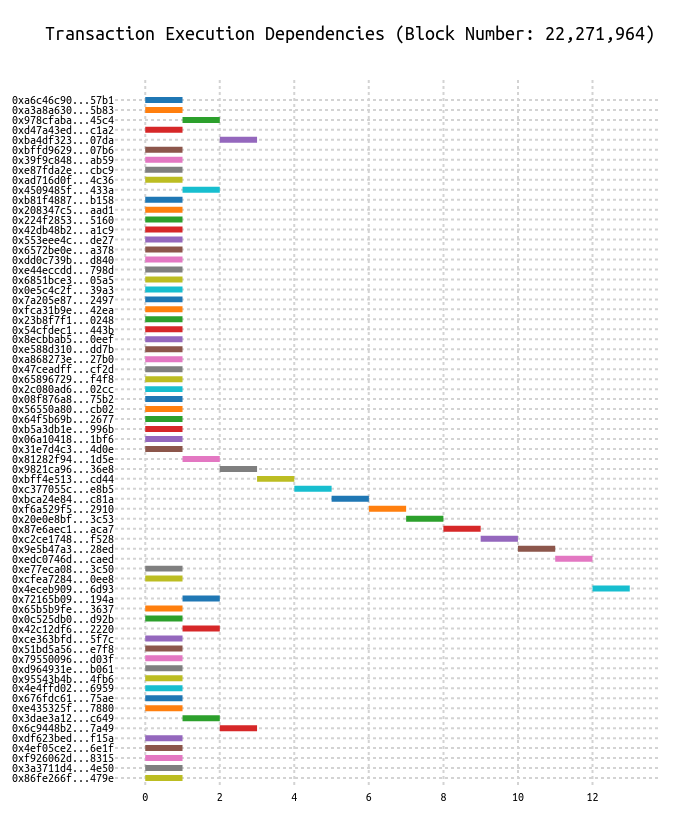 Transaction Execution Dependencies (Block Number: 22,271,964)
0xa6c46c90...57b1
0xa3a8a630...5b83
0x978cfaba...45c4
0xd47a43ed...c1a2
0xba4df323...07da
0xbffd9629...07b6
0x39f9c848...ab59
0xe87fda2e...cbc9
0xad716d0f...4c36
0x4509485f...433a
0xb81f4887...b158
0x208347c5...aad1
0x224f2853...5160
0x42db48b2...a1c9
0x553eee4c...de27
0x6572be0e...a378
0xdd0c739b...d840
0xe44eccdd...798d
0x6851bce3...05a5
0x0e5c4c2f...39a3
0x7a205e87...2497
0xfca31b9e...42ea
0x23b8f7f1...0248
0x54cfdec1...443b
0x8ecbbab5...0eef
0xe588d310...dd7b
0xa868273e...27b0
0x47ceadff...cf2d
0x65896729...f4f8
0x2c080ad6...02cc
0x08f876a8...75b2
0x56550a80...cb02
0x64f5b69b...2677
0xb5a3db1e...996b
0x06a10418...1bf6
0x31e7d4c3...4d0e
0x81282f94...1d5e
0x9821ca96...36e8
0xbff4e513...cd44
0xc377055c...e8b5
0xbca24e84...c81a
0xf6a529f5...2910
0x20e0e8bf...3c53
0x87e6aec1...aca7
0xc2ce1748...f528
0x9e5b47a3...28ed
0xedc0746d...caed
0xe77eca08...3c50
0xcfea7284...0ee8
0x4eceb909...6d93
0x72165b09...194a
0x65b5b9fe...3637
0x0c525db0...d92b
0x42c12df6...2220
0xce363bfd...5f7c
0x51bd5a56...e7f8
0x79550096...d03f
0xd964931e...b061
0x95543b4b...4fb6
0x4e4ffd02...6959
0x676fdc61...75ae
0xe435325f...7880
0x3dae3a12...c649
0x6c9448b2...7a49
0xdf623bed...f15a
0x4ef05ce2...6e1f
0xf926062d...8315
0x3a3711d4...4e50
0x86fe266f...479e
0 2 4 6 8 10 12